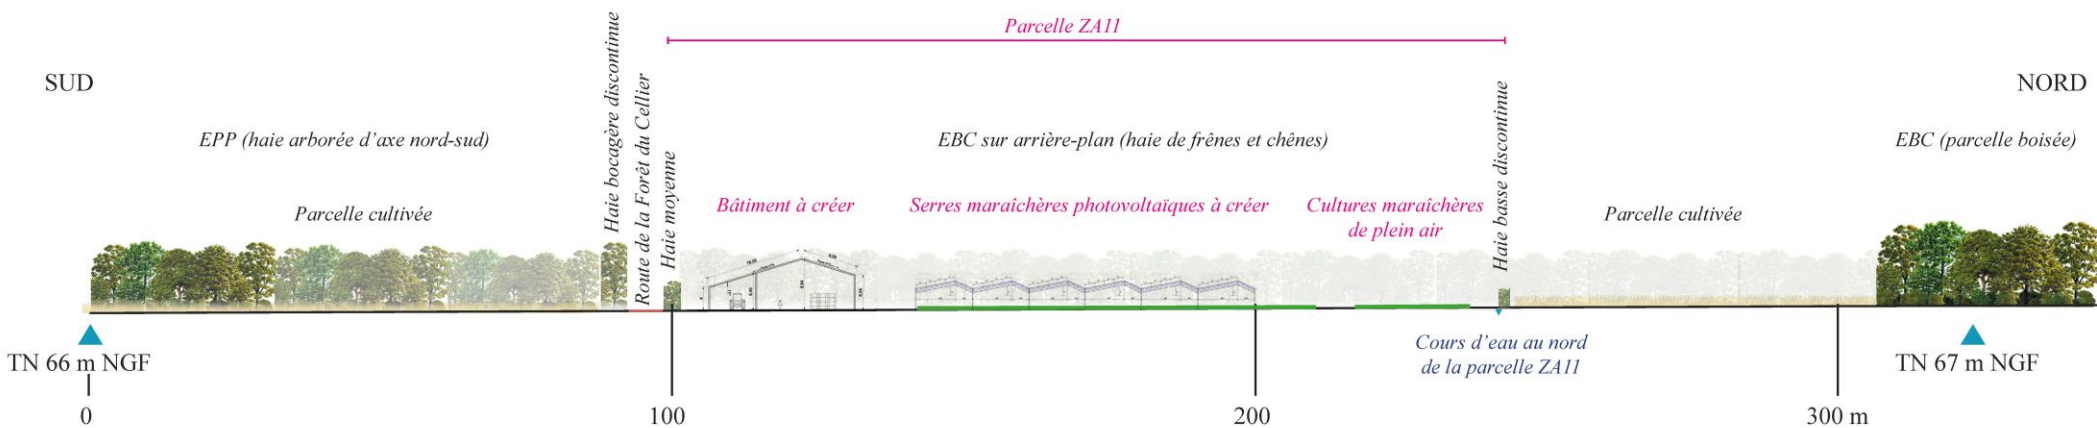 Parcelle ZA11
SUD
NORD
EPP (haie arborée d'axe nord-sud)
Haie bocagère discontinue
Route de la Forêt du Cellier
Haie moyenne
EBC sur arrière-plan (haie de frênes et chênes)
Haie basse discontinue
EBC (parcelle boisée)
Parcelle cultivée
Bâtiment à créer
Serres maraîchères photovoltaïques à créer
Cultures maraîchères
de plein air
Parcelle cultivée
TN 66 m NGF
Cours d'eau au nord
de la parcelle ZA11
TN 67 m NGF
0
100
200
300 m